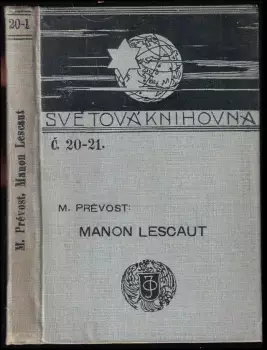 20-1
M. Prévost. Manon Lescaut
SVĚTOVÁ KNIHOVNA
Č. 20-21.
M. PRÉVOST:
MANON LESCAUT